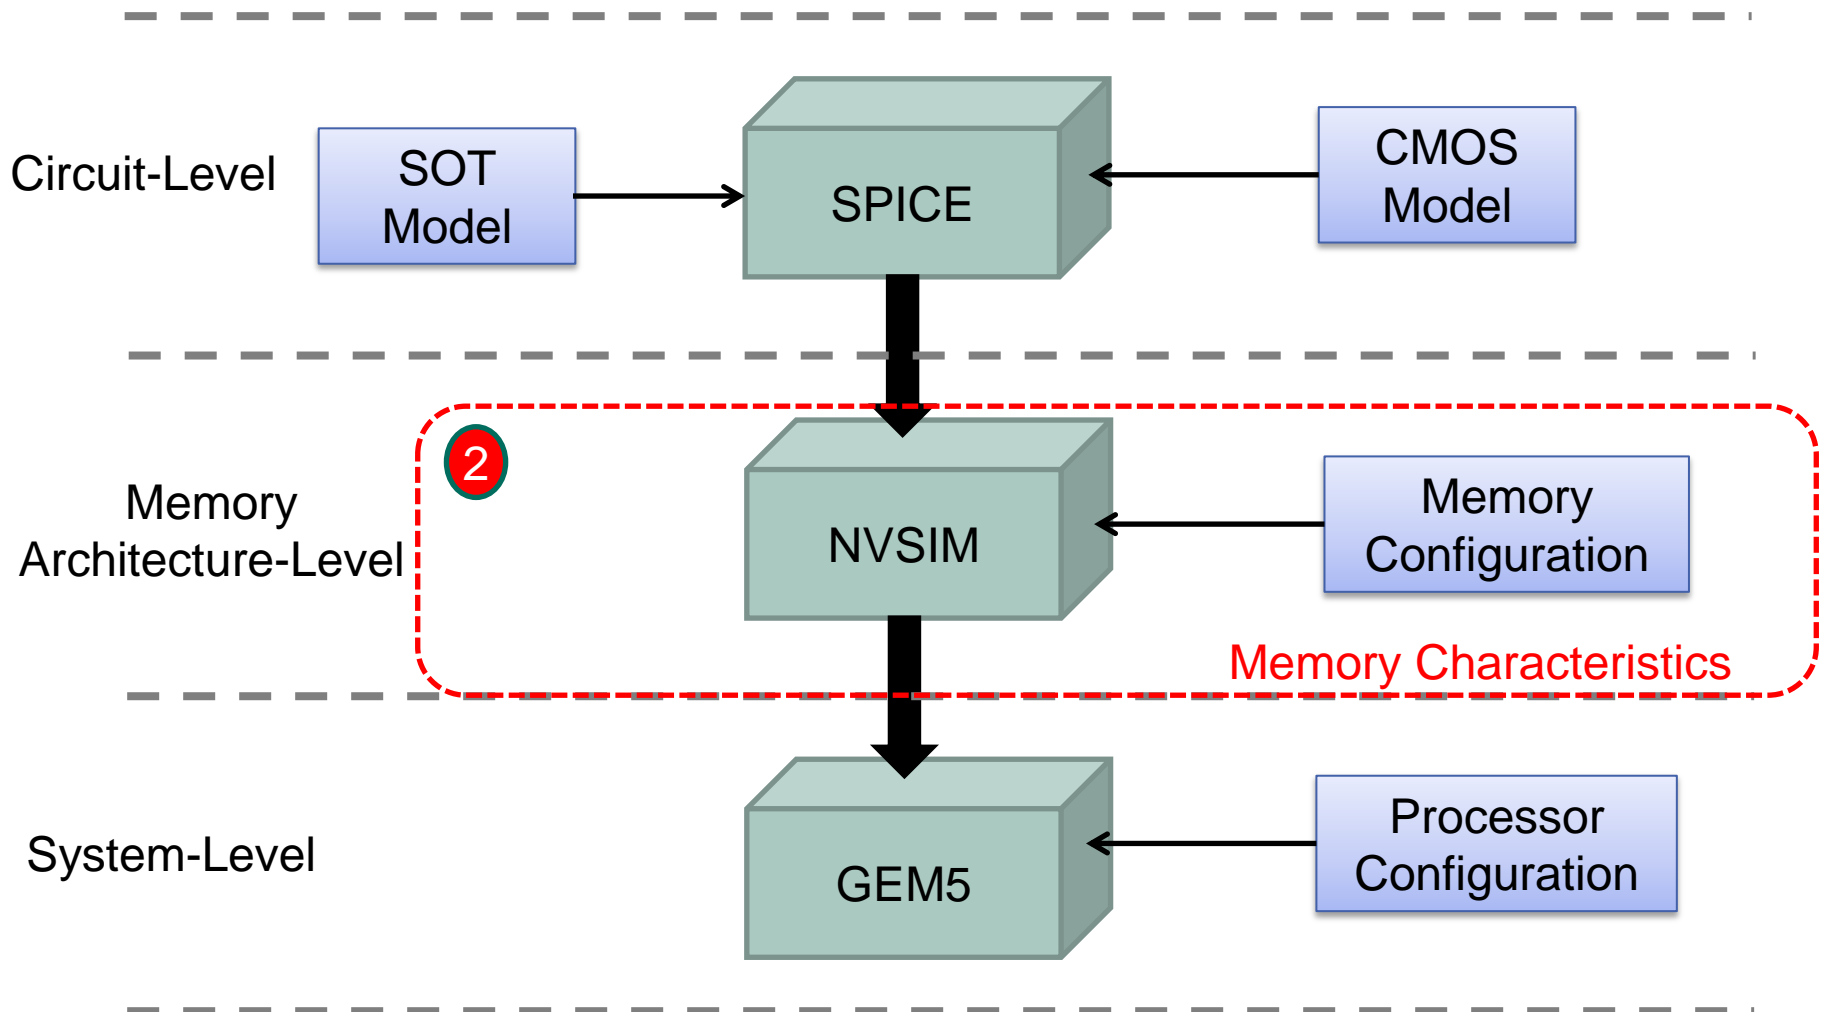 Circuit-Level
SOT
Model
SPICE
CMOS
Model
2
Memory
Architecture-Level
NVSIM
Memory
Configuration
Memory Characteristics
System-Level
GEM5
Processor
Configuration